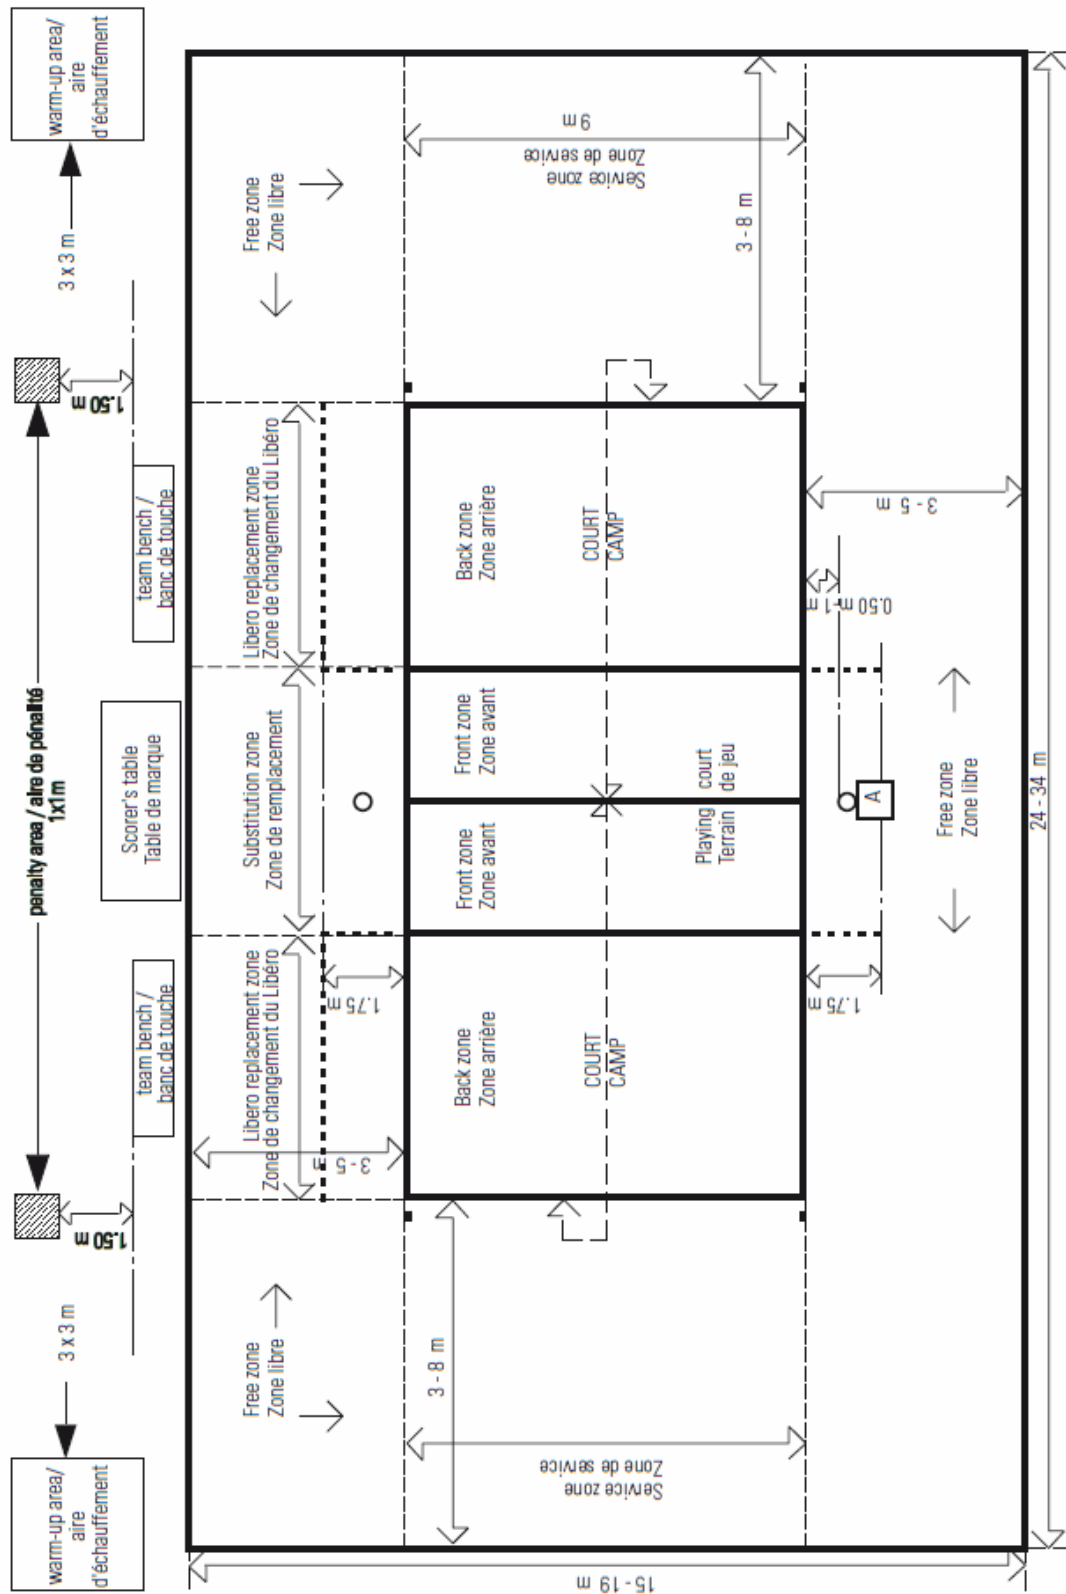 warm-up area/
aire
d'échauffement
3 x 3 m
1.50 m
penalty area / aire de pénalité
1x1m
1.50 m
3 x 3 m
warm-up area/
aire
d'échauffement
team bench /
banc de touche
Scorer's table
Table de marque
team bench /
banc de touche
Free zone
Zone libre
Libero replacement zone
Zone de changement du Libéro
Substitution zone
Zone de remplacement
Libero replacement zone
Zone de changement du Libéro
Free zone
Zone libre
3 - 5 m
1.75 m
3 - 8 m
Back zone
Zone arrière
Front zone
Zone avant
Front zone
Zone avant
Back zone
Zone arrière
9 m
Service zone
Zone de service
Service zone
Zone de service
COURT
CAMP
COURT
CAMP
3 - 8 m
Playing
Terrain
court
de jeu
1.75 m
A
0.50 m-1 m
3 - 5 m
Free zone
Zone libre
15 - 19 m
24 - 34 m